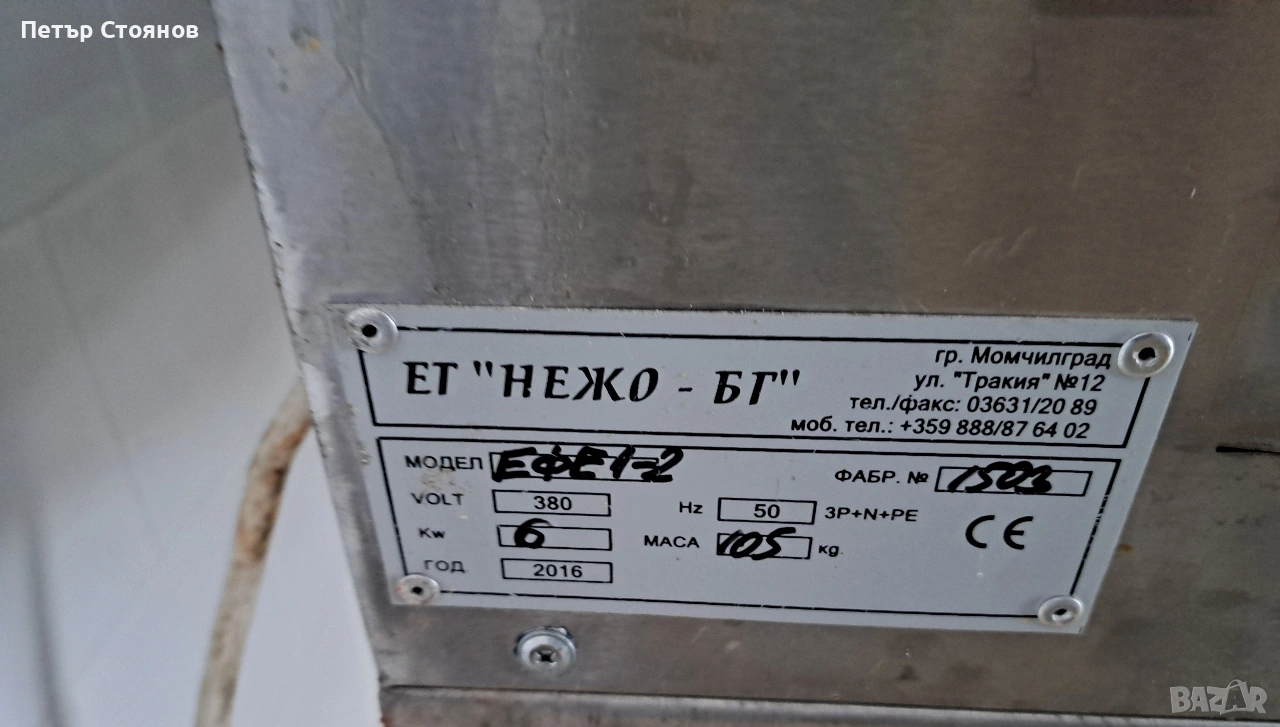 Петър Стоянов
ЕТ "НЕЖО - БГ"
гр. Момчилград
ул. "Тракия" №12
тел./факс: 03631/20 89
моб. тел.: +359 888/87 64 02
МОДЕЛ ЕФЕ1-2 ФАБР. № 1503
VOLT 380 Hz 50 3P+N+PE
Kw 6 МАСА 105 kg. CE
ГОД 2016
BAZAR